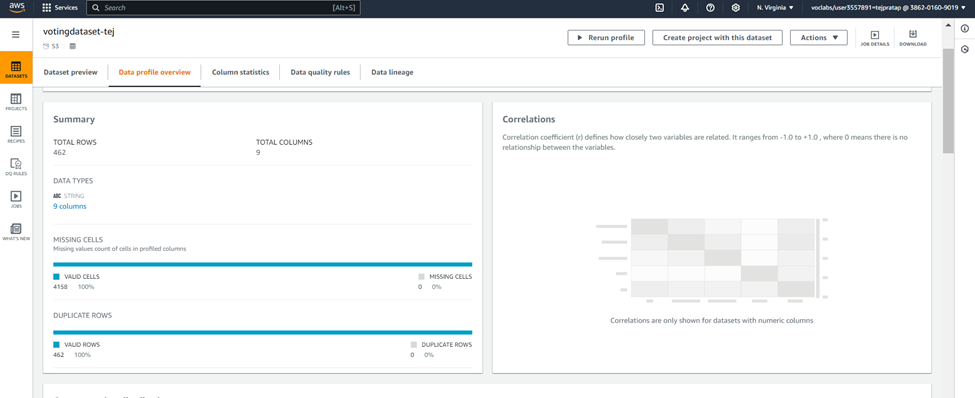 aws
Services
Search
[Alt+S]
N. Virginia
voclabs/user3557891=tejpratap @ 3862-0160-9019
votingdataset-tej
S3
Rerun profile
Create project with this dataset
Actions
JOB DETAILS
DOWNLOAD
DATASETS
PROJECTS
RECIPES
DQ RULES
JOBS
WHAT'S NEW
Dataset preview
Data profile overview
Column statistics
Data quality rules
Data lineage
Summary
TOTAL ROWS
462
TOTAL COLUMNS
9
DATA TYPES
ABC STRING
9 columns
MISSING CELLS
Missing values count of cells in profiled columns
VALID CELLS
4158 100%
MISSING CELLS
0 0%
DUPLICATE ROWS
VALID ROWS
462 100%
DUPLICATE ROWS
0 0%
Correlations
Correlation coefficient (r) defines how closely two variables are related. It ranges from -1.0 to +1.0 , where 0 means there is no
relationship between the variables.
Correlations are only shown for datasets with numeric columns